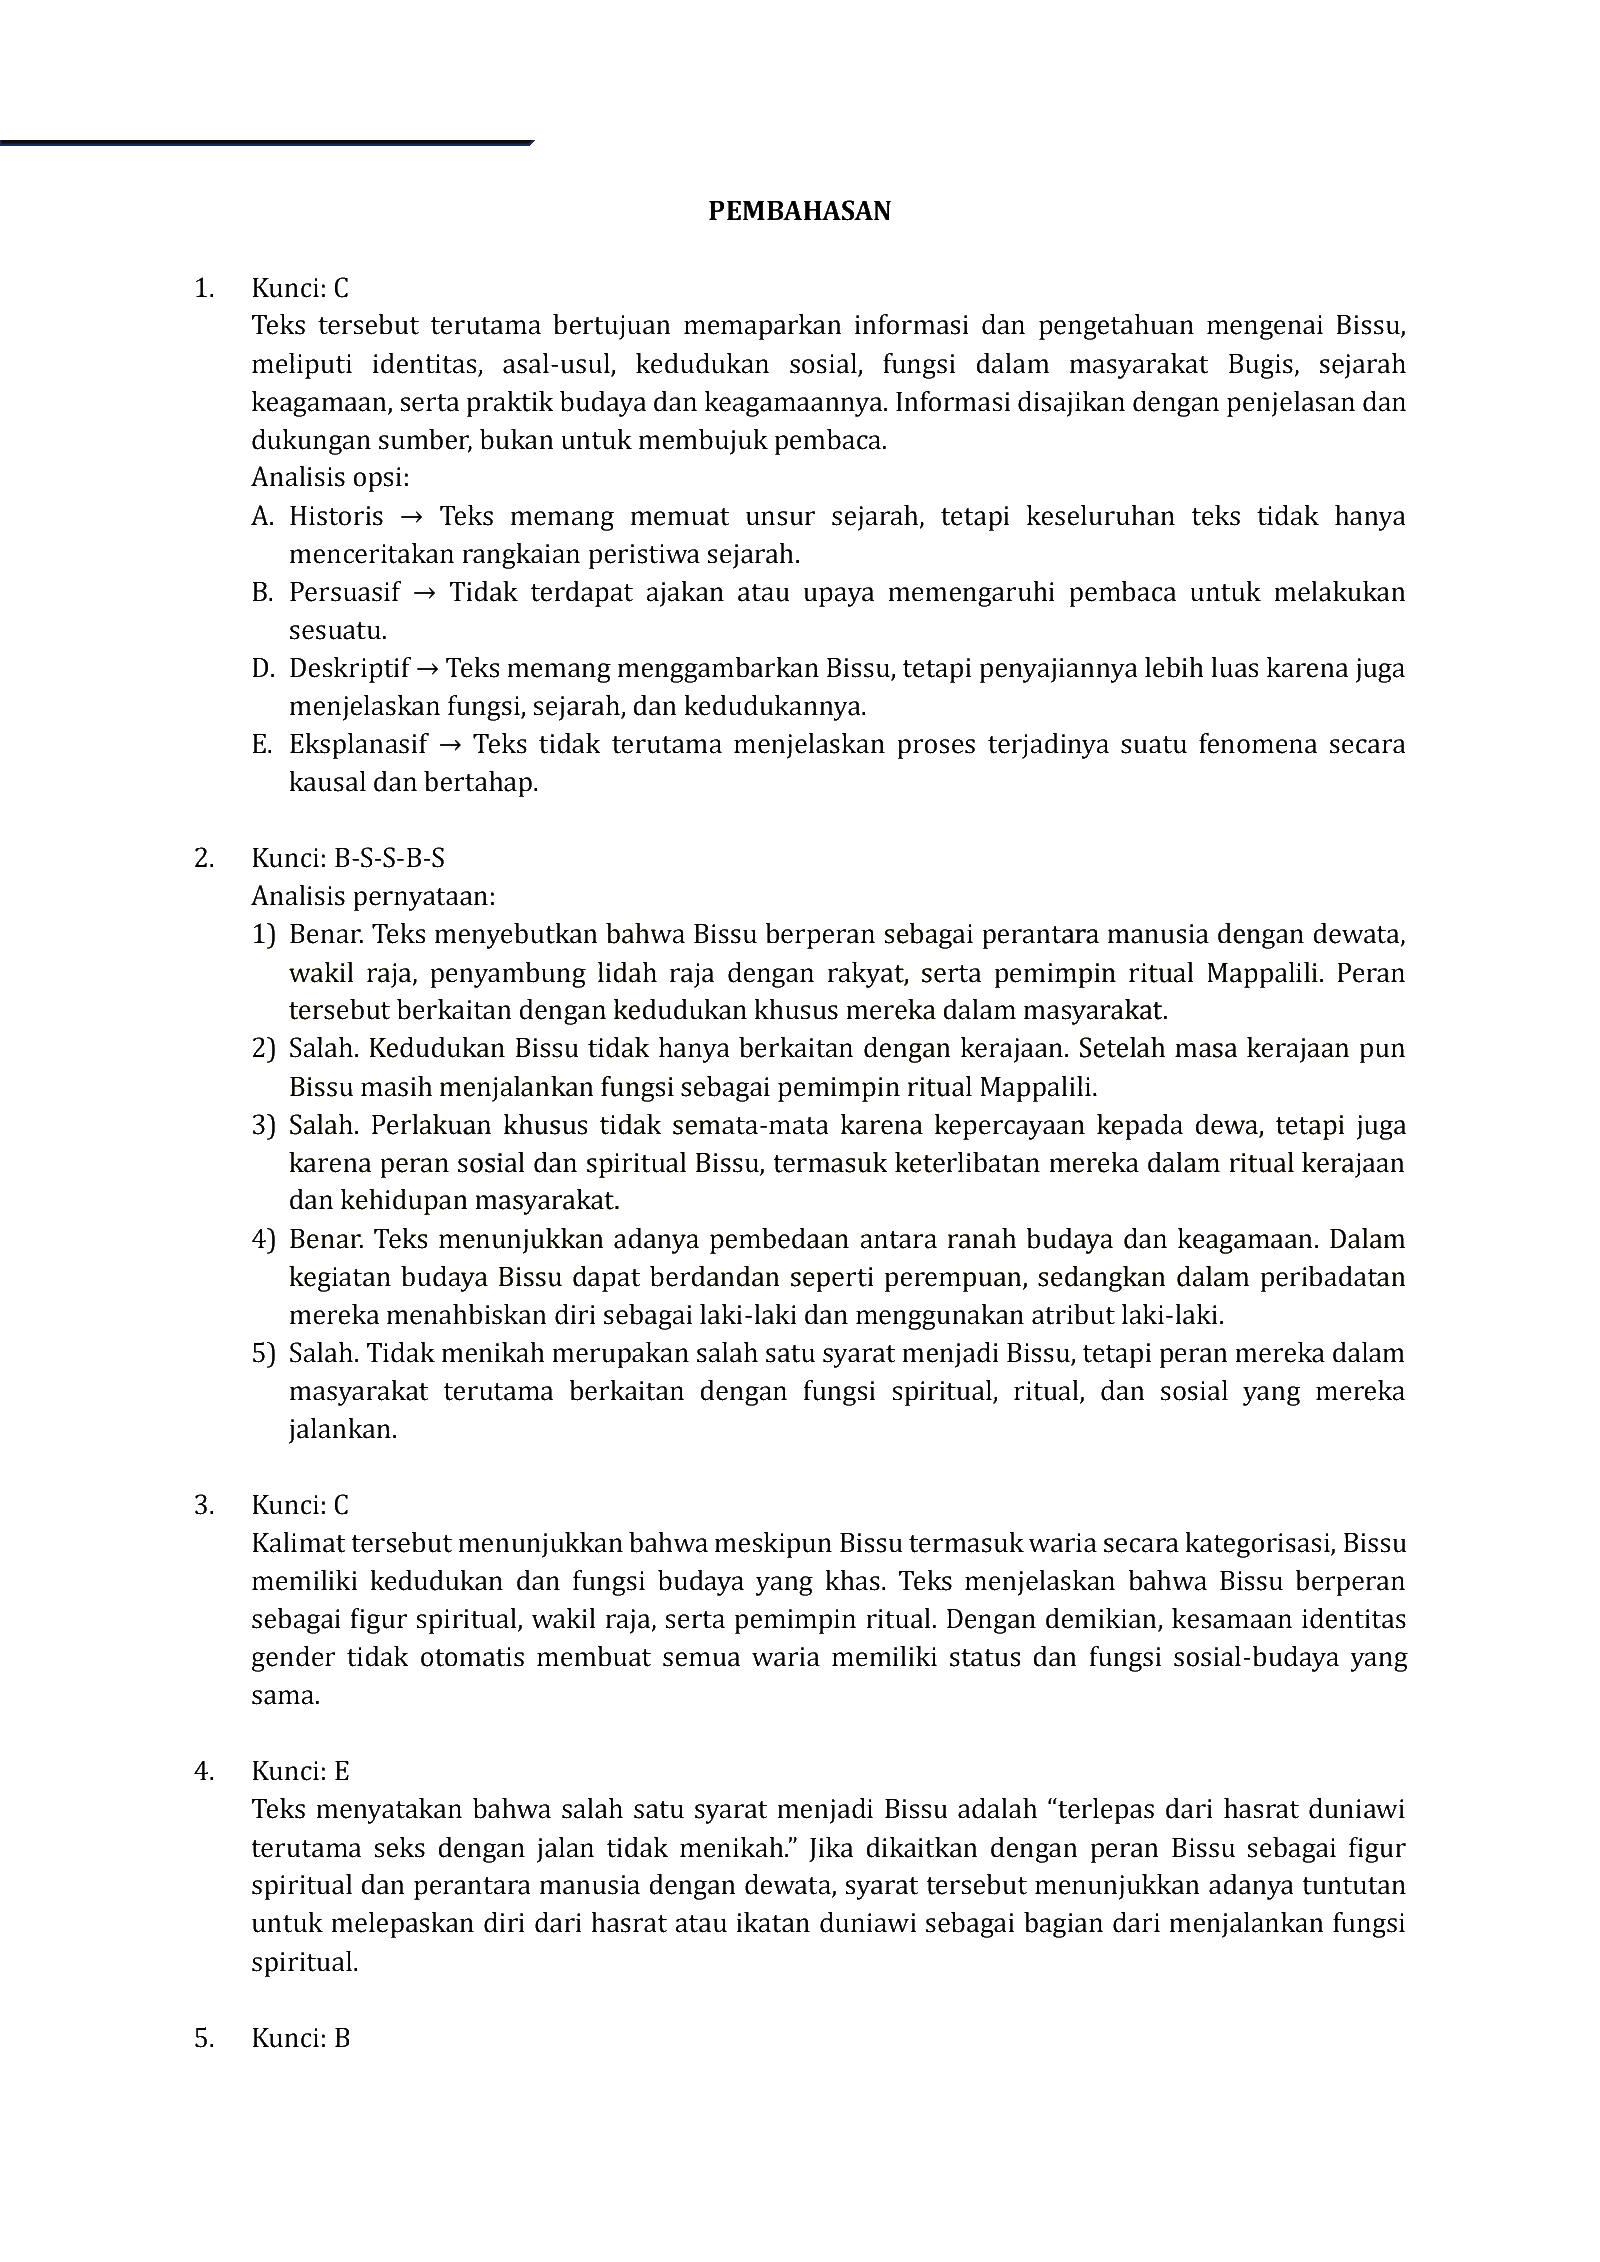 PEMBAHASAN
1. Kunci: C
Teks tersebut terutama bertujuan memaparkan informasi dan pengetahuan mengenai Bissu,
meliputi identitas, asal-usul, kedudukan sosial, fungsi dalam masyarakat Bugis, sejarah
keagamaan, serta praktik budaya dan keagamaannya. Informasi disajikan dengan penjelasan dan
dukungan sumber, bukan untuk membujuk pembaca.
Analisis opsi:
A. Historis → Teks memang memuat unsur sejarah, tetapi keseluruhan teks tidak hanya
menceritakan rangkaian peristiwa sejarah.
B. Persuasif → Tidak terdapat ajakan atau upaya memengaruhi pembaca untuk melakukan
sesuatu.
D. Deskriptif → Teks memang menggambarkan Bissu, tetapi penyajiannya lebih luas karena juga
menjelaskan fungsi, sejarah, dan kedudukannya.
E. Eksplanasif → Teks tidak terutama menjelaskan proses terjadinya suatu fenomena secara
kausal dan bertahap.
2. Kunci: B-S-S-B-S
Analisis pernyataan:
1) Benar. Teks menyebutkan bahwa Bissu berperan sebagai perantara manusia dengan dewata,
wakil raja, penyambung lidah raja dengan rakyat, serta pemimpin ritual Mappalili. Peran
tersebut berkaitan dengan kedudukan khusus mereka dalam masyarakat.
2) Salah. Kedudukan Bissu tidak hanya berkaitan dengan kerajaan. Setelah masa kerajaan pun
Bissu masih menjalankan fungsi sebagai pemimpin ritual Mappalili.
3) Salah. Perlakuan khusus tidak semata-mata karena kepercayaan kepada dewa, tetapi juga
karena peran sosial dan spiritual Bissu, termasuk keterlibatan mereka dalam ritual kerajaan
dan kehidupan masyarakat.
4) Benar. Teks menunjukkan adanya pembedaan antara ranah budaya dan keagamaan. Dalam
kegiatan budaya Bissu dapat berdandan seperti perempuan, sedangkan dalam peribadatan
mereka menahbiskan diri sebagai laki-laki dan menggunakan atribut laki-laki.
5) Salah. Tidak menikah merupakan salah satu syarat menjadi Bissu, tetapi peran mereka dalam
masyarakat terutama berkaitan dengan fungsi spiritual, ritual, dan sosial yang mereka
jalankan.
3. Kunci: C
Kalimat tersebut menunjukkan bahwa meskipun Bissu termasuk waria secara kategorisasi, Bissu
memiliki kedudukan dan fungsi budaya yang khas. Teks menjelaskan bahwa Bissu berperan
sebagai figur spiritual, wakil raja, serta pemimpin ritual. Dengan demikian, kesamaan identitas
gender tidak otomatis membuat semua waria memiliki status dan fungsi sosial-budaya yang
sama.
4. Kunci: E
Teks menyatakan bahwa salah satu syarat menjadi Bissu adalah “terlepas dari hasrat duniawi
terutama seks dengan jalan tidak menikah.” Jika dikaitkan dengan peran Bissu sebagai figur
spiritual dan perantara manusia dengan dewata, syarat tersebut menunjukkan adanya tuntutan
untuk melepaskan diri dari hasrat atau ikatan duniawi sebagai bagian dari menjalankan fungsi
spiritual.
5. Kunci: B